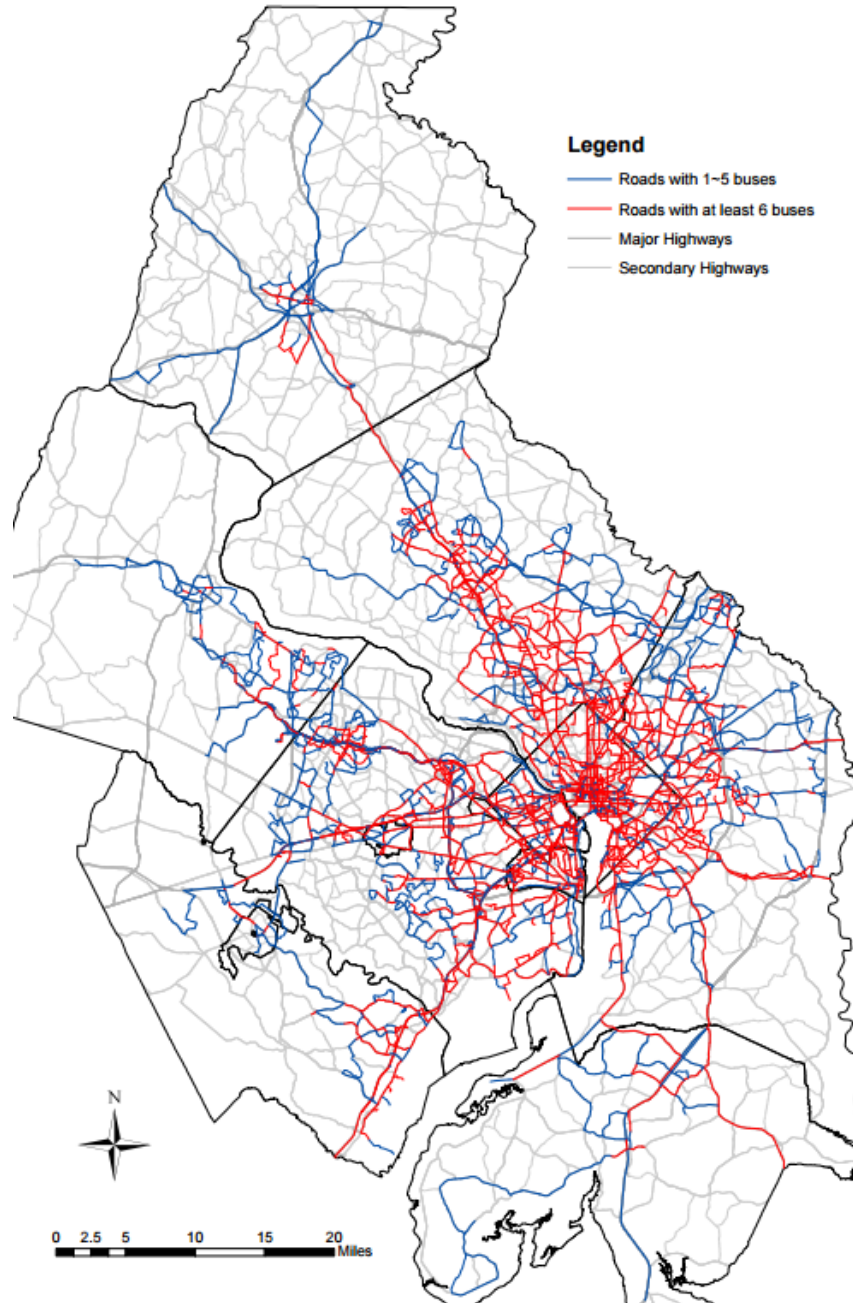 Legend
Roads with 1~5 buses
Roads with at least 6 buses
Major Highways
Secondary Highways
N
0 2.5 5 10 15 20
Miles